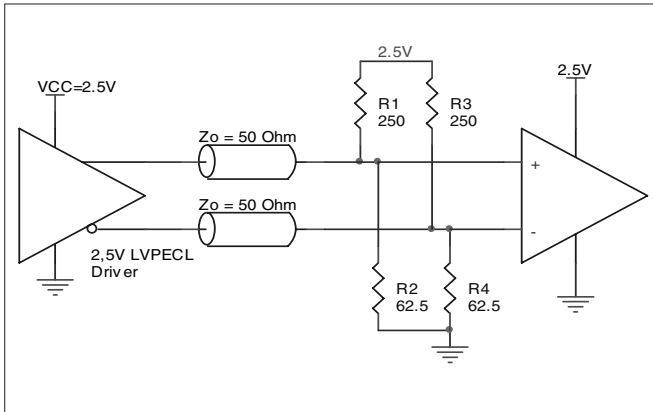 2.5V
VCC=2.5V
2.5V
R1
250
R3
250
Zo = 50 Ohm
+
Zo = 50 Ohm
-
2,5V LVPECL
Driver
R2
62.5
R4
62.5